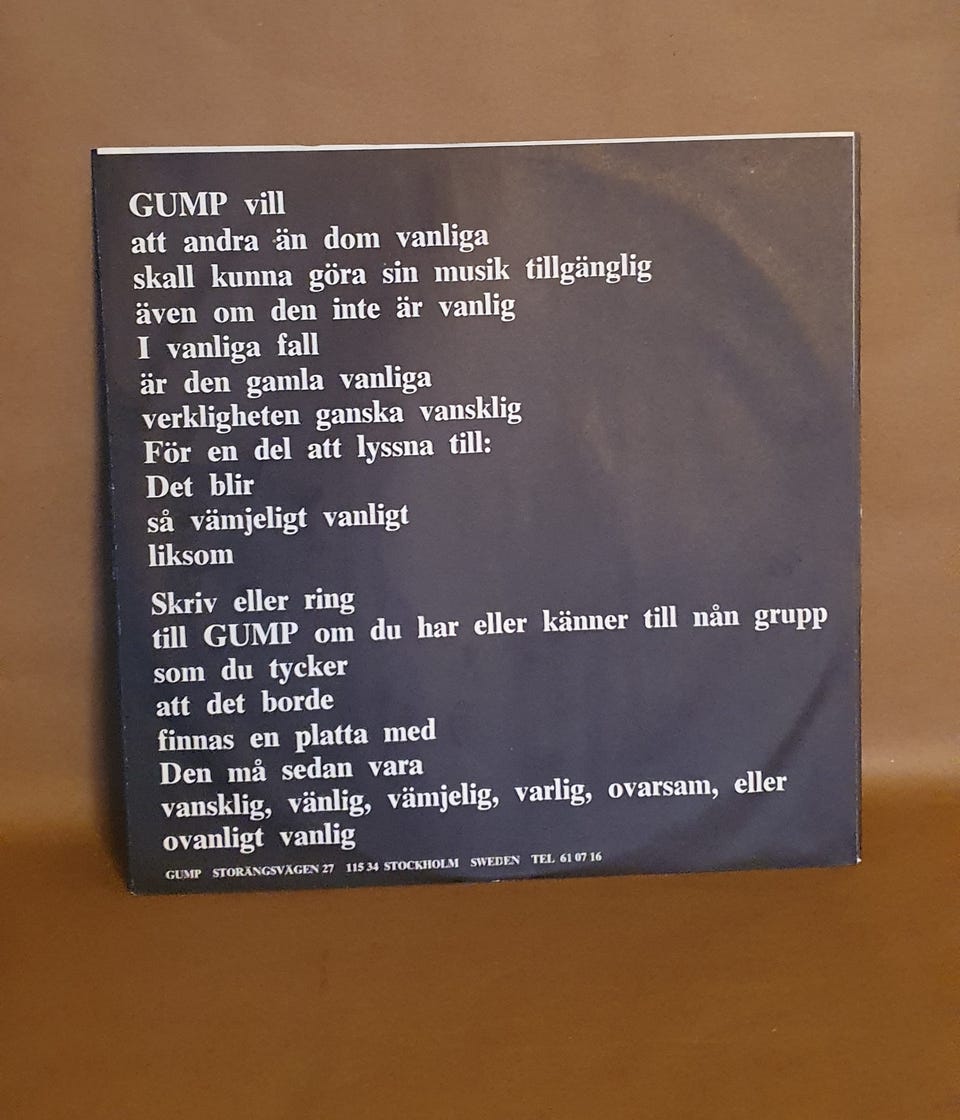 GUMP vill
att andra än dom vanliga
skall kunna göra sin musik tillgänglig
även om den inte är vanlig
I vanliga fall
är den gamla vanliga
verkligheten ganska vansklig
För en del att lyssna till:
Det blir
så vämjeligt vanligt
liksom
Skriv eller ring
till GUMP om du har eller känner till nån grupp
som du tycker
att det borde
finnas en platta med
Den må sedan vara
vansklig, vänlig, vämjelig, varlig, ovarsam, eller
ovanligt vanlig
GUMP STORÄNGSVÄGEN 27 115 34 STOCKHOLM SWEDEN TEL 61 07 16